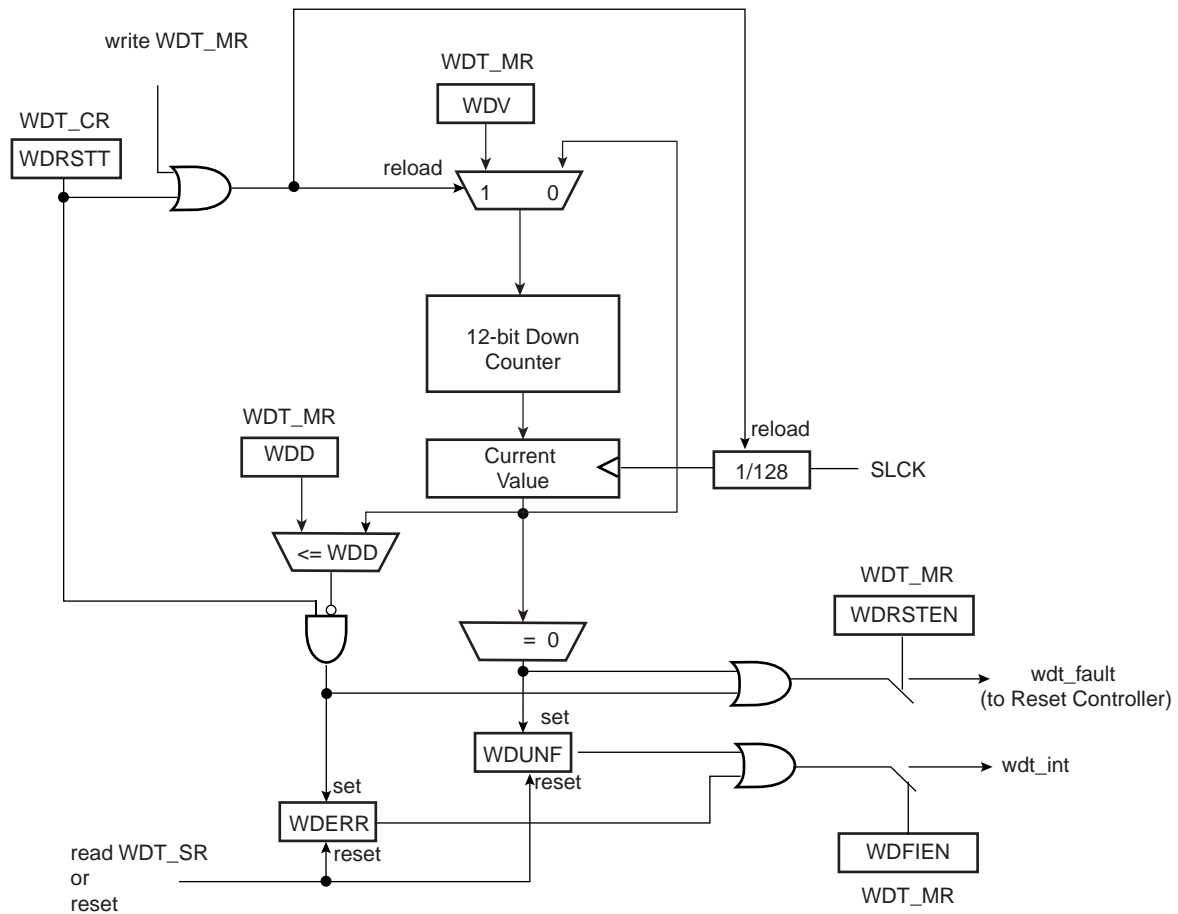 write WDT_MR
WDT_MR
WDV
WDT_CR
WDRSTT
reload
1 0
12-bit Down
Counter
WDT_MR
WDD
reload
Current
Value
1/128
SLCK
<= WDD
WDT_MR
WDRSTEN
= 0
wdt_fault
(to Reset Controller)
set
WDUNF
reset
wdt_int
set
WDERR
reset
WDFIEN
WDT_MR
read WDT_SR
or
reset